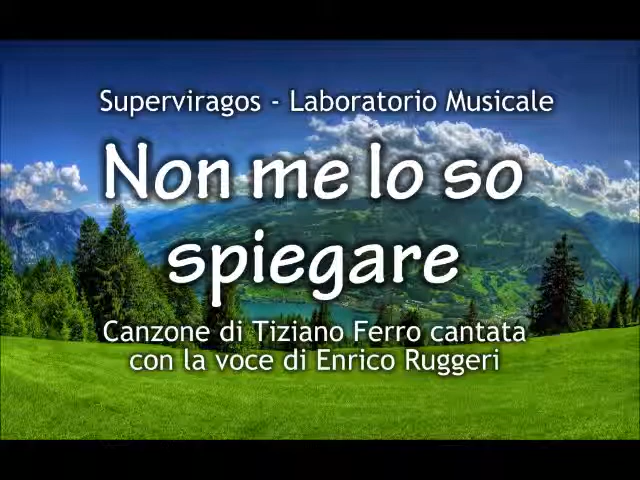 Superviragos - Laboratorio Musicale
Non me lo so
spiegare
Canzone di Tiziano Ferro cantata
con la voce di Enrico Ruggeri